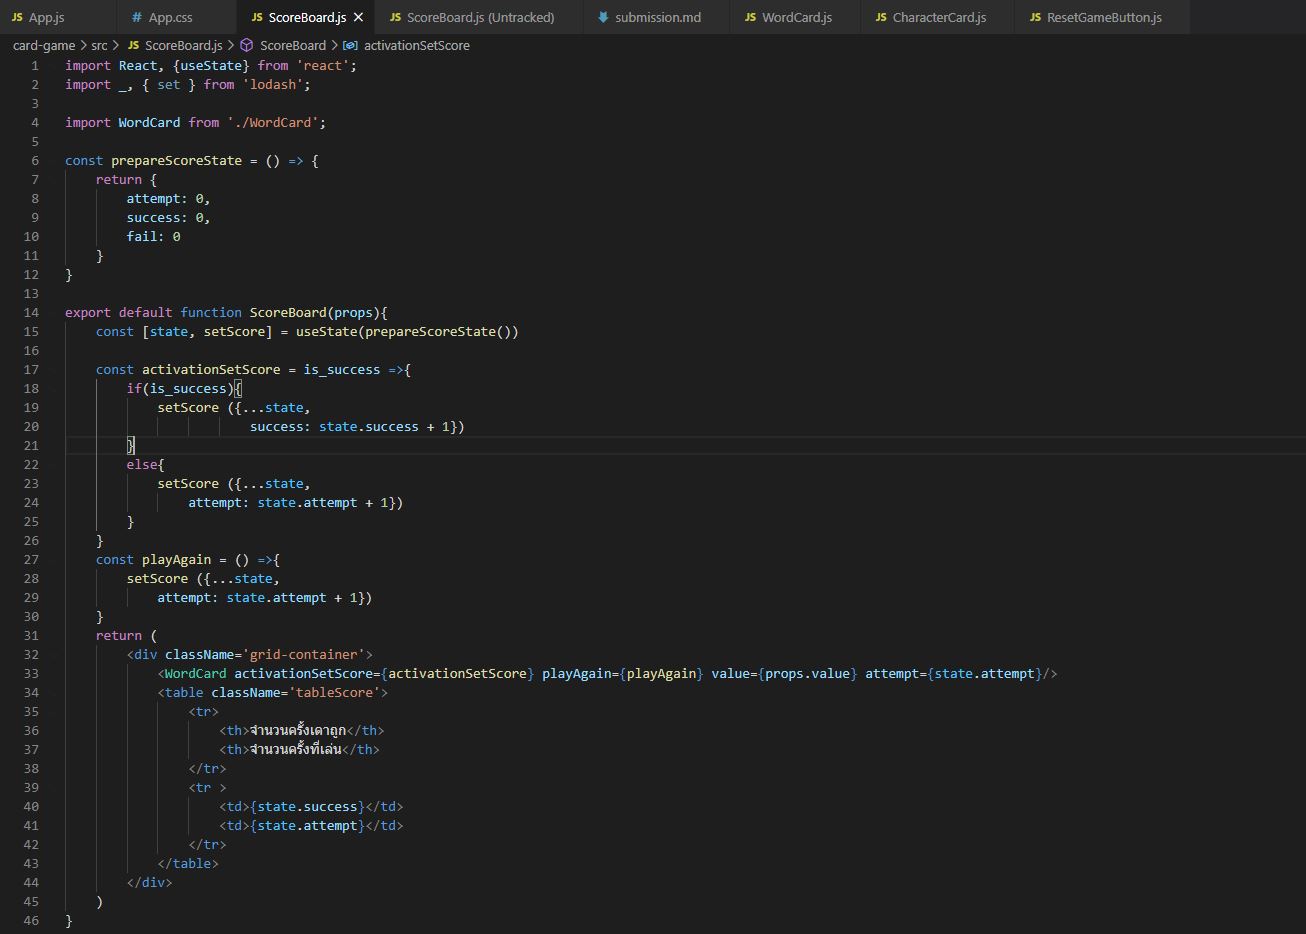 App.js
# App.css
JS ScoreBoard.js
JS ScoreBoard.js (Untracked)
submission.md
JS WordCard.js
JS CharacterCard.js
JS ResetGameButton.js
card-game > src > JS ScoreBoard.js > ScoreBoard > activationSetScore
1 import React, {useState} from 'react';
2 import _, { set } from 'lodash';
3
4 import WordCard from './WordCard';
5
6 const prepareScoreState = () => {
7 return {
8 attempt: 0,
9 success: 0,
10 fail: 0
11 }
12 }
13
14 export default function ScoreBoard(props){
15 const [state, setScore] = useState(prepareScoreState())
16
17 const activationSetScore = is_success =>{
18 if(is_success){
19 setScore ({...state,
20 success: state.success + 1})
21 }
22 else{
23 setScore ({...state,
24 attempt: state.attempt + 1})
25 }
26 }
27 const playAgain = () =>{
28 setScore ({...state,
29 attempt: state.attempt + 1})
30 }
31 return (
32 <div className='grid-container'>
33 <WordCard activationSetScore={activationSetScore} playAgain={playAgain} value={props.value} attempt={state.attempt}/>
34 <table className='tableScore'>
35 <tr>
36 <th>จำนวนครั้งเดาถูก</th>
37 <th>จำนวนครั้งที่เล่น</th>
38 </tr>
39 <tr >
40 <td>{state.success}</td>
41 <td>{state.attempt}</td>
42 </tr>
43 </table>
44 </div>
45 )
46 }